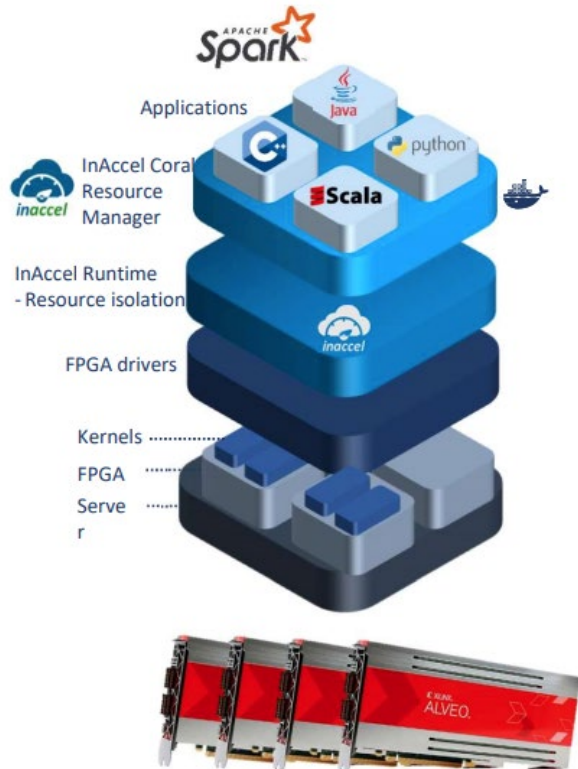 APACHE
Spark
Applications
Java
C++
python
Scala
InAccel Coral
Resource
Manager
inaccel
InAccel Runtime
- Resource isolation
inaccel
FPGA drivers
Kernels
FPGA
Serve
r
XILINX
ALVEO.